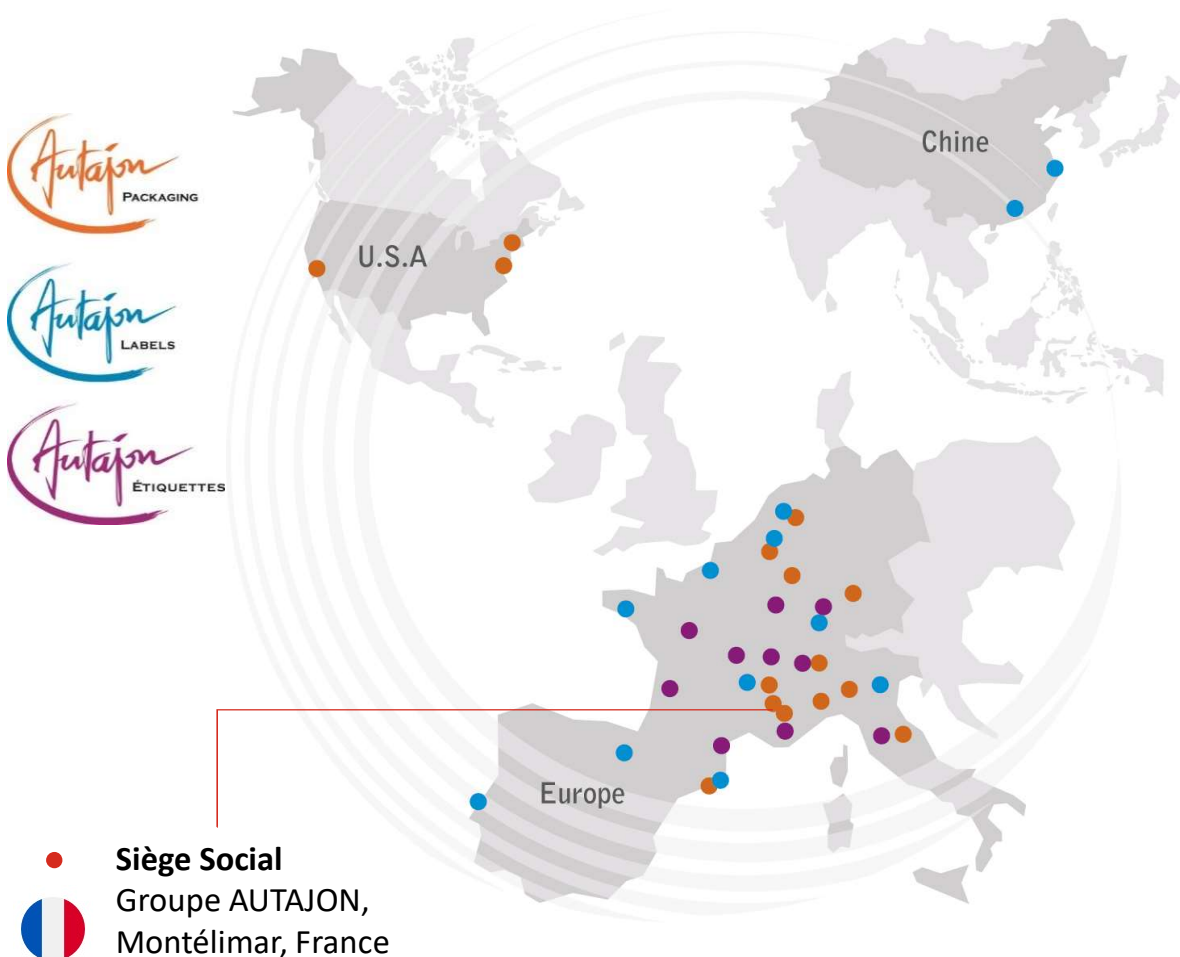 Autajon
PACKAGING
Autajon
LABELS
Autajon
ÉTIQUETTES
U.S.A
Chine
Europe
Siège Social
Groupe AUTAJON,
Montélimar, France